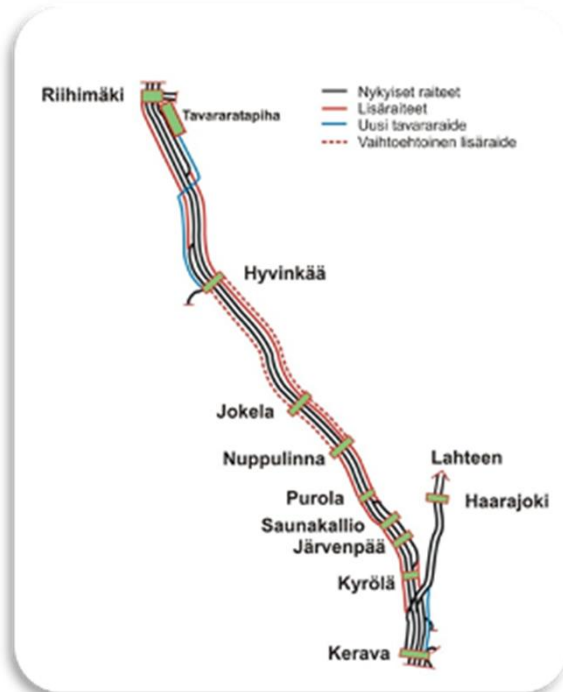 Riihimäki
Tavararatapiha
Nykyiset raiteet
Lisäraiteet
Uusi tavararaide
Vaihtoehtoinen lisäraide
Hyvinkää
Jokela
Nuppulinna
Lahteen
Purola
Haarajoki
Saunakallio
Järvenpää
Kyrölä
Kerava